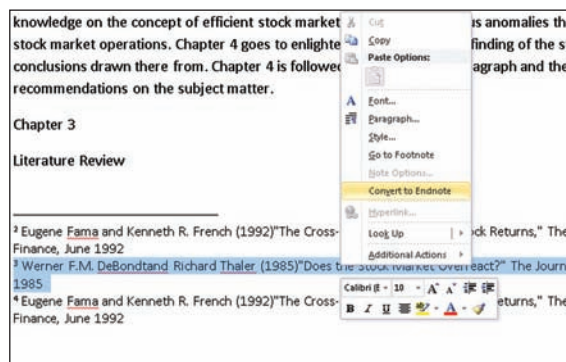 knowledge on the concept of efficient stock market
s anomalies th
stock market operations. Chapter 4 goes to enlighte
finding of the s
conclusions drawn there from. Chapter 4 is followe
agraph and the
recommendations on the subject matter.
Chapter 3
Literature Review
Cut
Copy
Paste Options:
A Font...
Paragraph...
Style...
Go to Footnote
Note Options...
Convert to Endnote
Hyperlink...
Look Up
Additional Actions
2 Eugene Fama and Kenneth R. French (1992)"The Cross-
ck Returns," The
Finance, June 1992
3 Werner F.M. DeBondtand Richard Thaler (1985)"Does the Stock Market Overreact?" The Journ
1985
4 Eugene Fama and Kenneth R. French (1992)"The Cross-
eturns," The
Finance, June 1992
Calibri (E 10 A A
B I U ab A